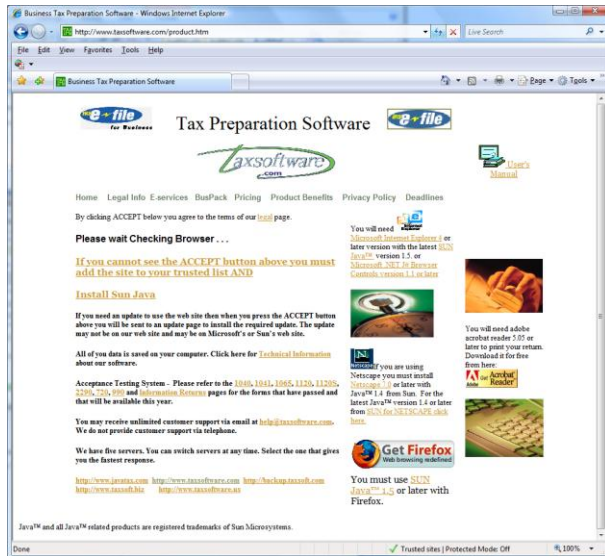 Business Tax Preparation Software - Windows Internet Explorer
http://www.taxsoftware.com/product.htm
Live Search
File Edit View Favorites Tools Help
Business Tax Preparation Software
Page Tools
e-file
for Business
Tax Preparation Software
e-file
taxsoftware
.com
User's
Manual
Home Legal Info E-services BusPack Pricing Product Benefits Privacy Policy Deadlines
By clicking ACCEPT below you agree to the terms of our legal page.
Please wait Checking Browser . . .
If you cannot see the ACCEPT button above you must
add the site to your trusted list AND
Install Sun Java
If you need an update to use the web site then when you press the ACCEPT button
above you will be sent to an update page to install the required update. The update
may not be on our web site and may be on Microsoft's or Sun's web site.
All of you data is saved on your computer. Click here for Technical Information
about our software.
Acceptance Testing System - Please refer to the 1040, 1041, 1065, 1120, 1120S,
2290, 720, 990 and Information Returns pages for the forms that have passed and
that will be available this year.
You may receive unlimited customer support via email at help@taxsoftware.com.
We do not provide customer support via telephone.
We have five servers. You can switch servers at any time. Select the one that gives
you the fastest response.
http://www.javatax.com http://www.taxsoftware.com http://backup.taxsoft.com
http://www.taxsoft.biz http://www.taxsoftware.us
You will need
Microsoft Internet Explorer 4 or
later version with the latest SUN
Java™ version 1.5. or
Microsoft .NET J# Browser
Controls version 1.1 or later
Netscape
If you are using
Netscape you must install
Netscape 7.0 or later with
Java™ 1.4 from Sun. For the
latest Java™ version 1.4 or later
from SUN for NETSCAPE click
here.
Get Firefox
Web browsing redefined
You must use SUN
Java™ 1.5 or later with
Firefox.
You will need adobe
acrobat reader 5.05 or
later to print your return.
Download it for free
from here:
Get Acrobat
Reader
Adobe
Java™ and all Java™ related products are registered trademarks of Sun Microsystems.
Done
Trusted sites | Protected Mode: Off
100%